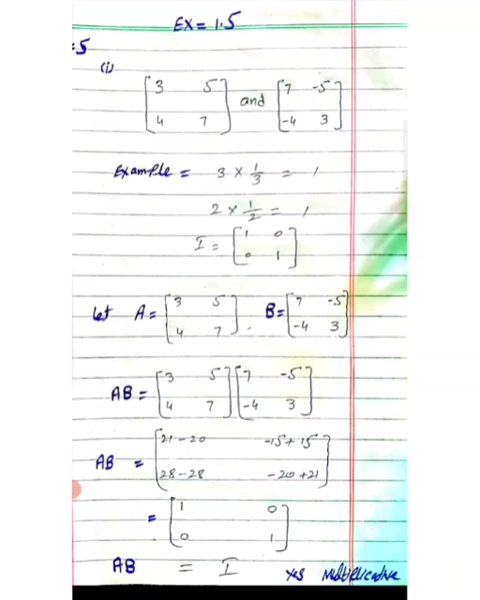 EX = 1.5
=5
(i)
[3 5] and [7 -5]
[4 7] [-4 3]
Example = 3 × 1/3 = 1
2 × 1/2 = 1
I = [1 0]
[0 1]
Let A = [3 5] . B = [7 -5]
[4 7] [-4 3]
AB = [3 5] [7 -5]
[4 7] [-4 3]
AB = [21-20 -15+15]
[28-28 -20+21]
= [1 0]
[0 1]
AB = I yes Multiplicative